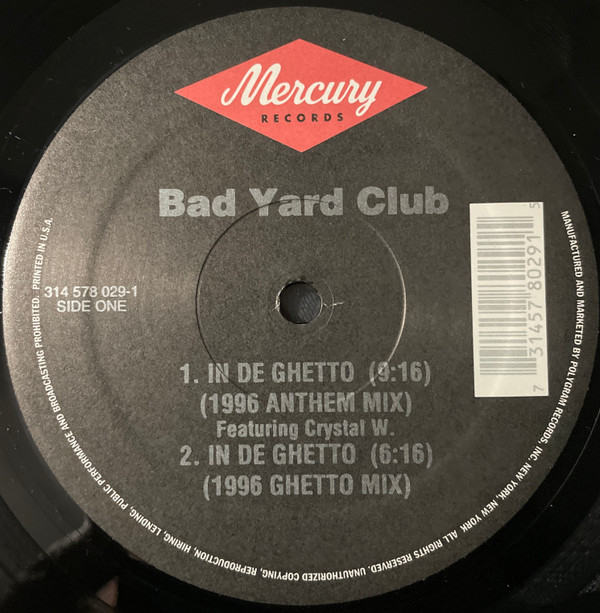 Mercury
RECORDS
Bad Yard Club
314 578 029-1
SIDE ONE
1. IN DE GHETTO (9:16)
(1996 ANTHEM MIX)
Featuring Crystal W.
2. IN DE GHETTO (6:16)
(1996 GHETTO MIX)
7 31457 80291 5
MANUFACTURED AND MARKETED BY POLYGRAM RECORDS, INC. NEW YORK, NEW YORK. ALL RIGHTS RESERVED. UNAUTHORIZED COPYING, REPRODUCTION, HIRING, LENDING, PUBLIC PERFORMANCE AND BROADCASTING PROHIBITED. PRINTED IN U.S.A.